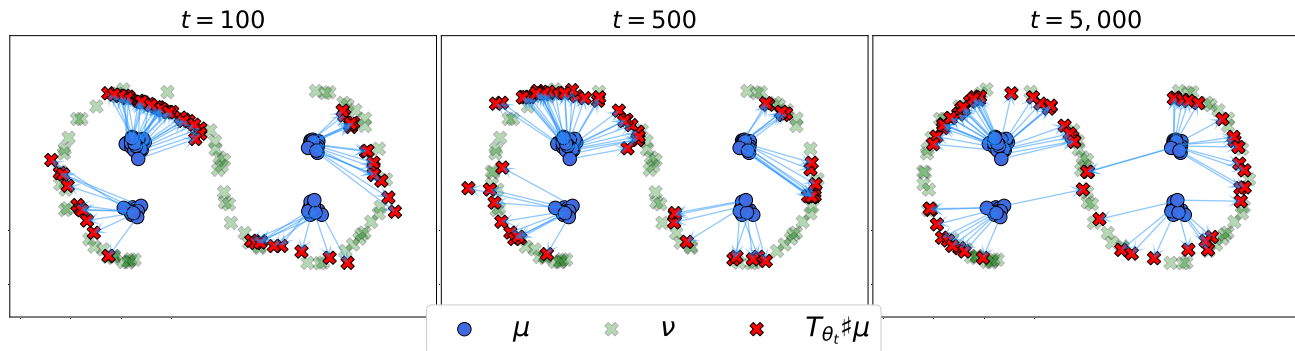 t = 100 t = 500 t = 5,000
μ ν T_{θ_t}♯μ